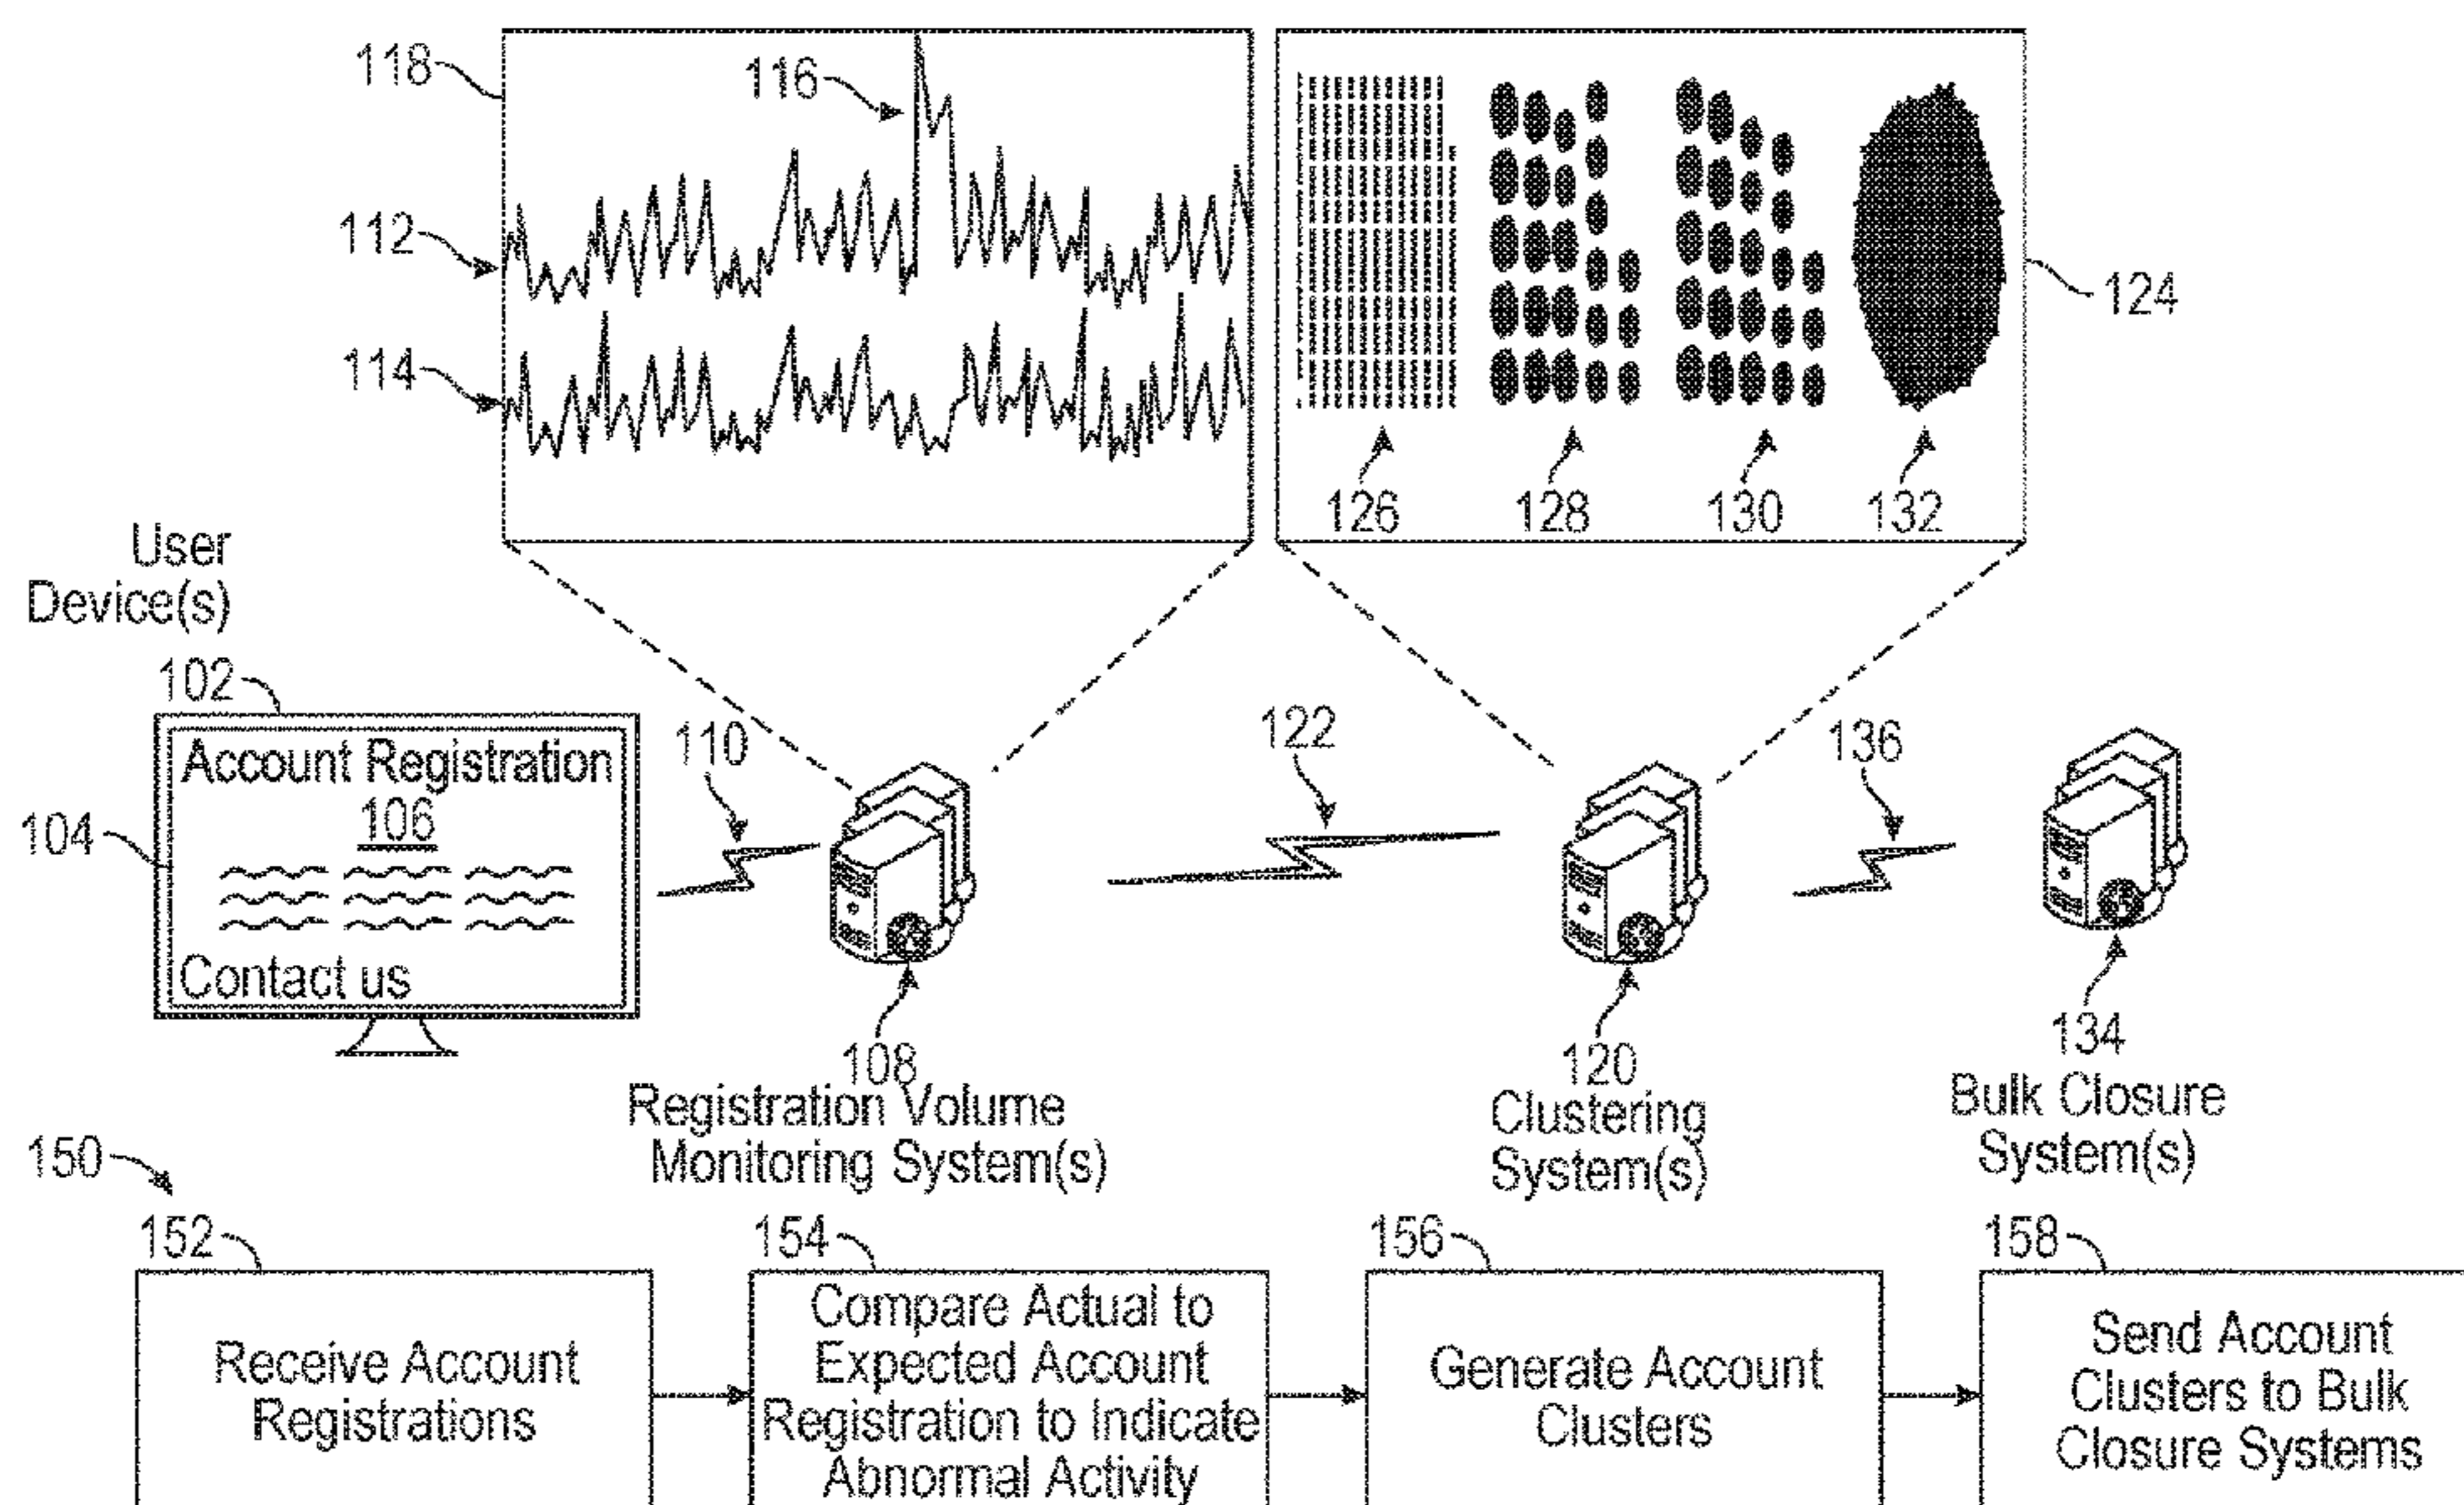 118
116
112
114
124
126
128
130
132
User
Device(s)
102
Account Registration
106
104
Contact us
110
122
136
108
Registration Volume
Monitoring System(s)
120
Clustering
System(s)
134
Bulk Closure
System(s)
150
152
Receive Account
Registrations
154
Compare Actual to
Expected Account
Registration to Indicate
Abnormal Activity
156
Generate Account
Clusters
158
Send Account
Clusters to Bulk
Closure Systems